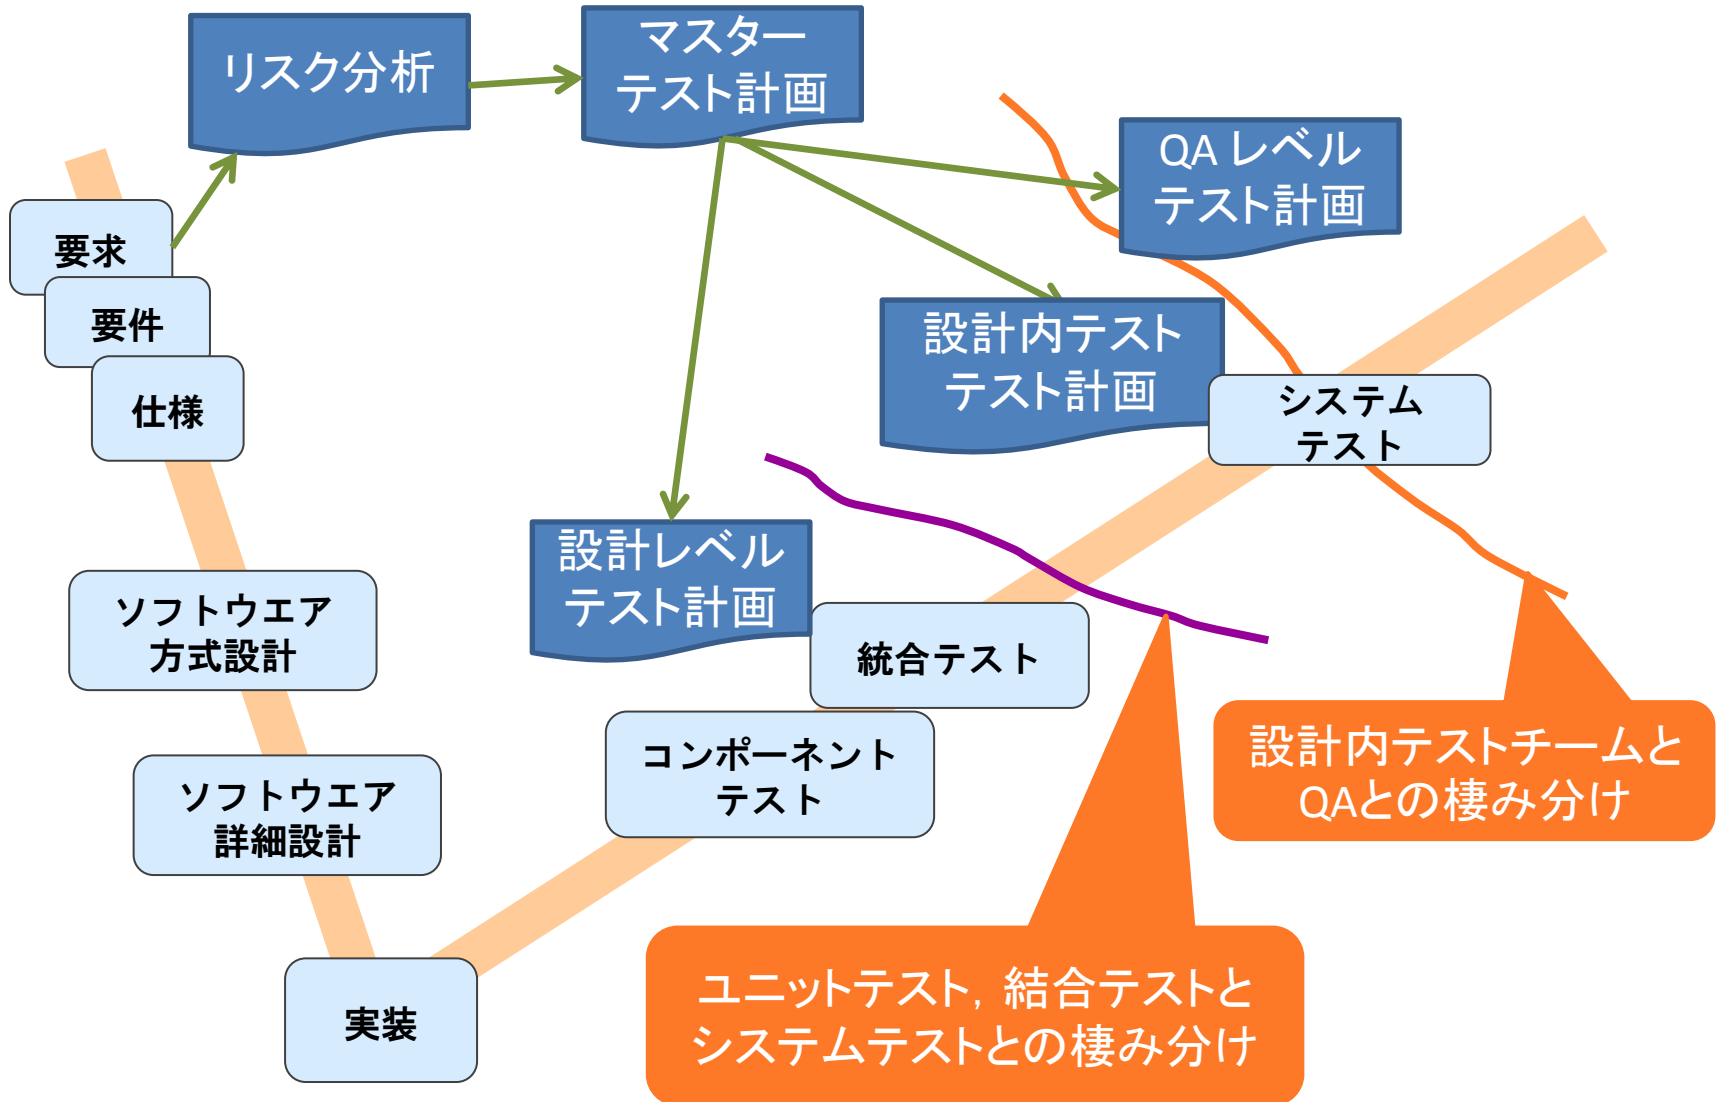 リスク分析
マスター
テスト計画
QA レベル
テスト計画
要求
要件
仕様
設計内テスト
テスト計画
システム
テスト
設計レベル
テスト計画
ソフトウエア
方式設計
統合テスト
コンポーネント
テスト
設計内テストチームと
QAとの棲み分け
ソフトウエア
詳細設計
実装
ユニットテスト, 結合テストと
システムテストとの棲み分け